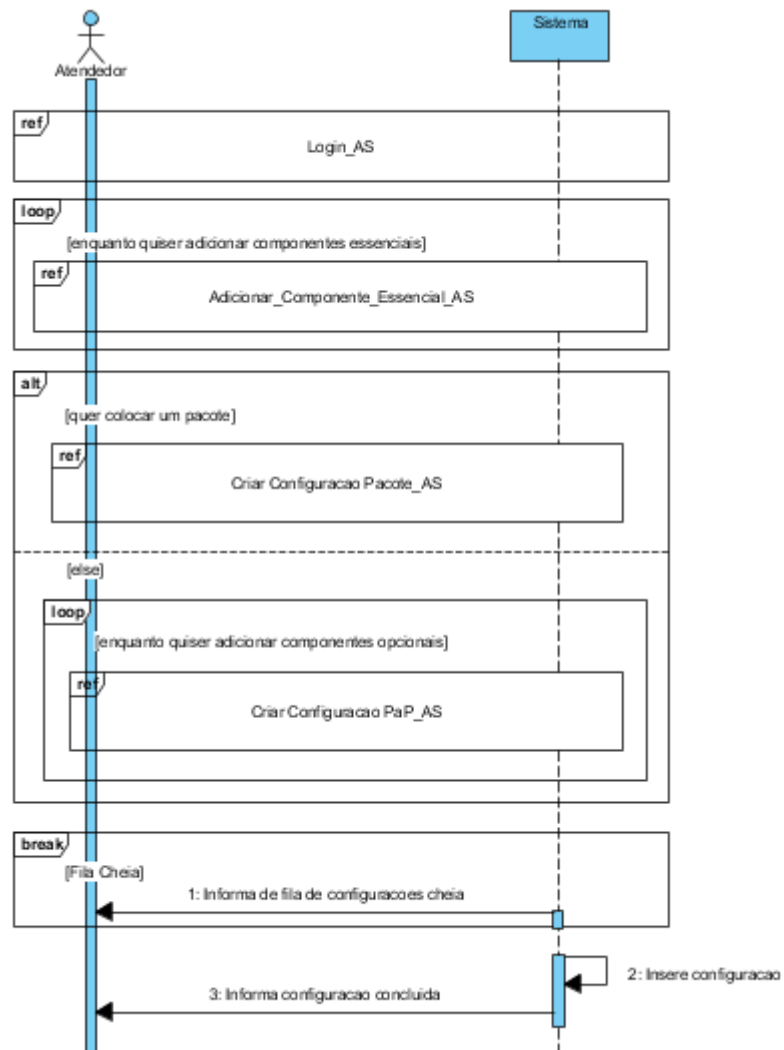 Sistema
Atendedor
ref
Login_AS
loop
[enquanto quiser adicionar componentes essenciais]
ref
Adicionar_Componente_Essencial_AS
alt
[quer colocar um pacote]
ref
Criar Configuracao Pacote_AS
[else]
loop
[enquanto quiser adicionar componentes opcionais]
ref
Criar Configuracao PaP_AS
break
[Fila Cheia]
1: Informa de fila de configuracoes cheia
2: Insere configuracao
3: Informa configuracao concluida